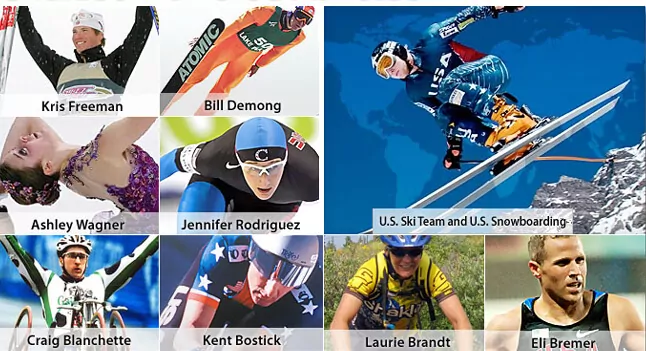 Kris Freeman
ATOMIC
Bill Demong
USA
Ashley Wagner
Jennifer Rodriguez
U.S. Ski Team and U.S. Snowboarding
Craig Blanchette
Kent Bostick
Laurie Brandt
Eli Bremer